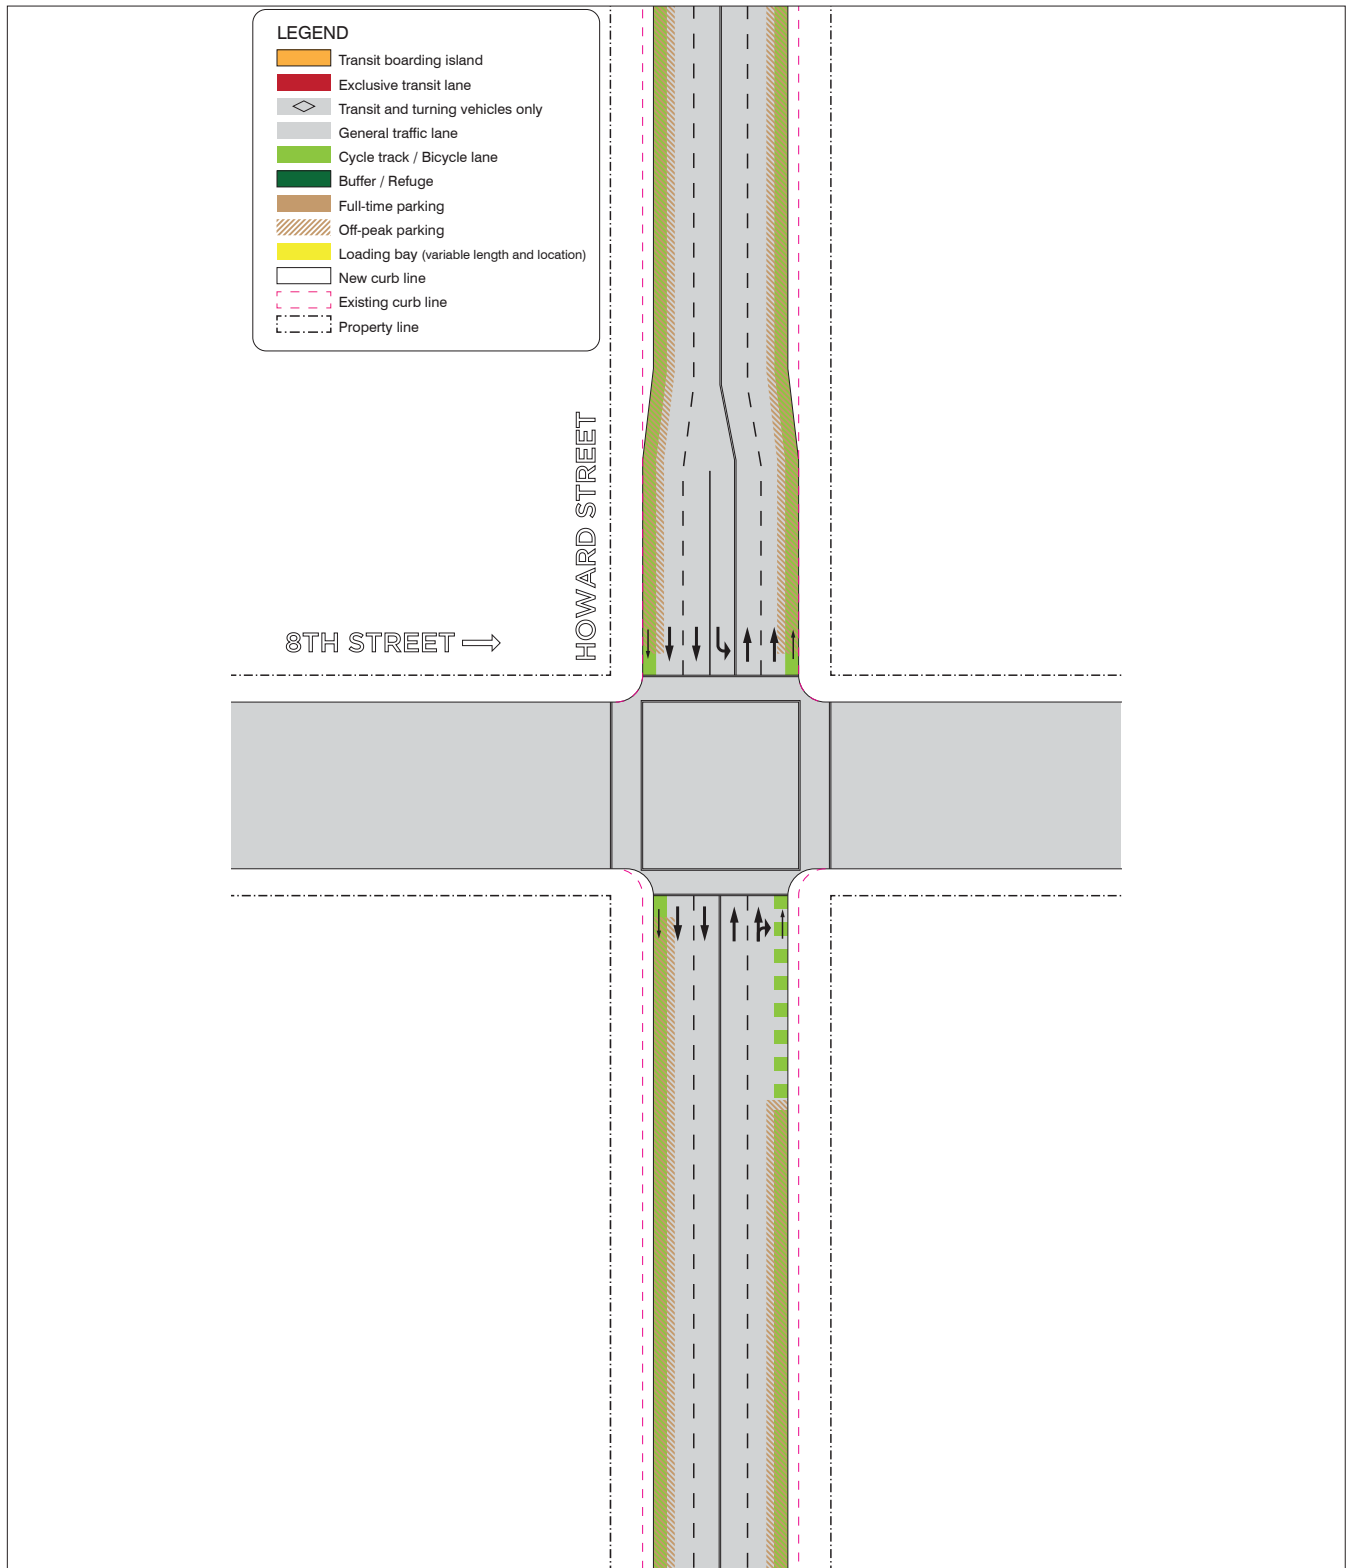 LEGEND
Transit boarding island
Exclusive transit lane
Transit and turning vehicles only
General traffic lane
Cycle track / Bicycle lane
Buffer / Refuge
Full-time parking
Off-peak parking
Loading bay (variable length and location)
New curb line
Existing curb line
Property line
HOWARD STREET
8TH STREET